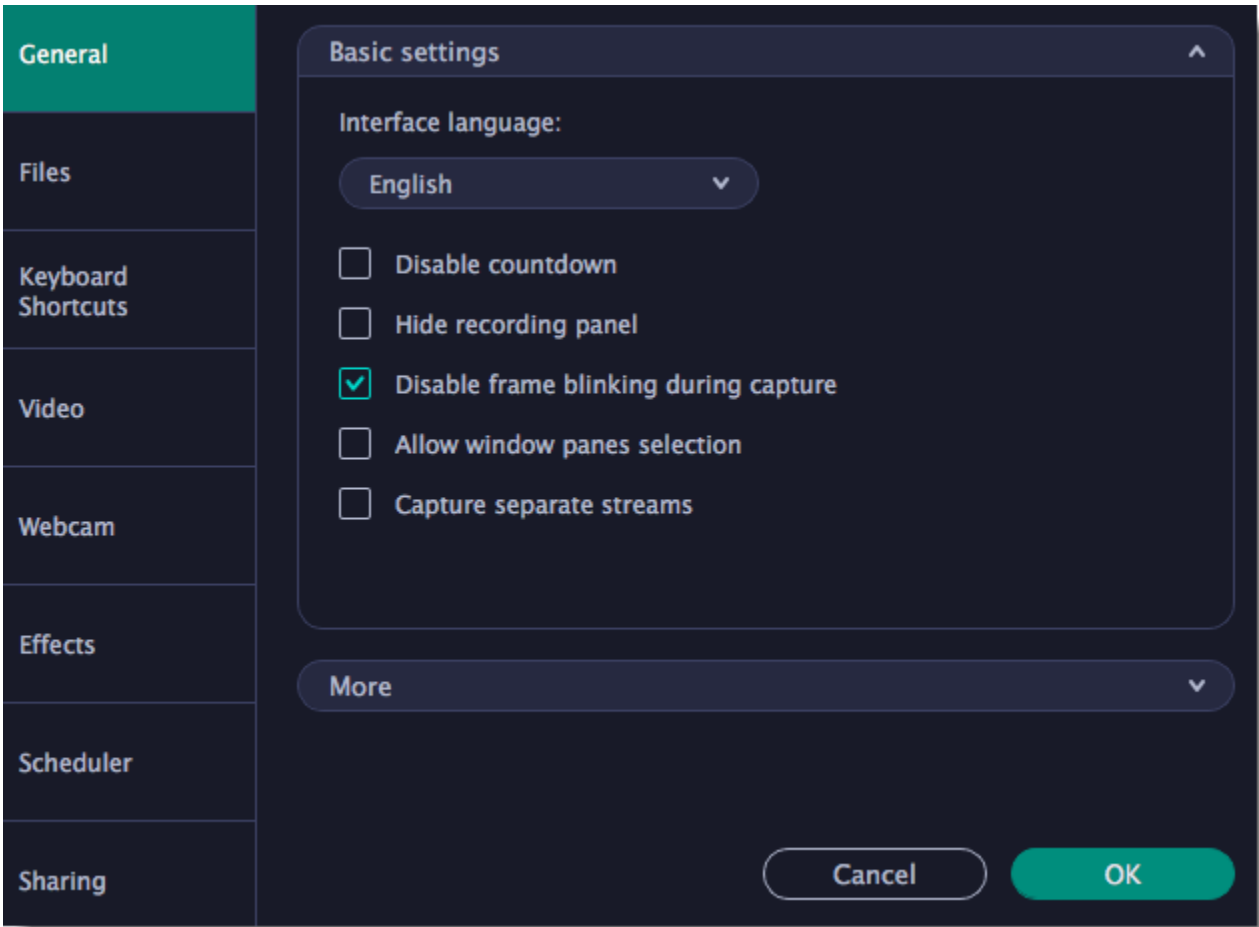 General
Files
Keyboard
Shortcuts
Video
Webcam
Effects
Scheduler
Sharing
Basic settings
Interface language:
English
Disable countdown
Hide recording panel
Disable frame blinking during capture
Allow window panes selection
Capture separate streams
More
Cancel
OK